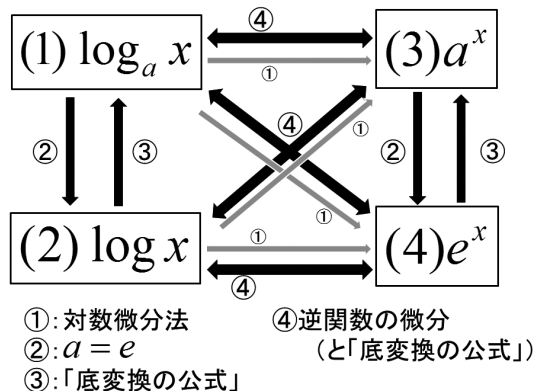 ④
(1) logₐ x
(3)aˣ
①
② ③ ④ ① ② ③
①
(2) log x
①
(4)eˣ
④
①：対数微分法
②：a = e
③：「底変換の公式」
④逆関数の微分
（と「底変換の公式」）